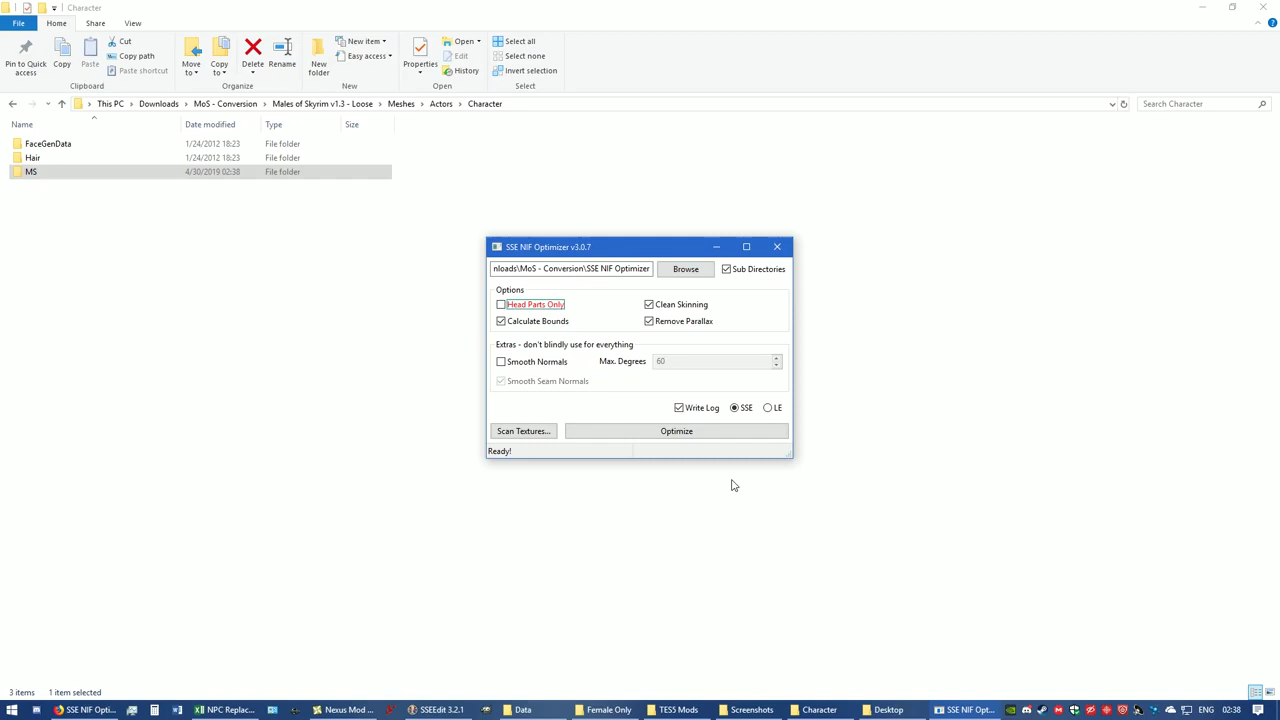 Character
File Home Share View
Pin to Quick access
Copy
Paste
Cut
Copy path
Paste shortcut
Clipboard
Move to
Copy to
Delete
Rename
Organize
New folder
New item
Easy access
New
Properties
Open
Edit
History
Open
Select all
Select none
Invert selection
Select
This PC Downloads MoS - Conversion Males of Skyrim v1.3 - Loose Meshes Actors Character
Search Character
Name Date modified Type Size
FaceGenData 1/24/2012 18:23 File folder
Hair 1/24/2012 18:23 File folder
MS 4/30/2019 02:38 File folder
SSE NIF Optimizer v3.0.7
nloads\MoS - Conversion\SSE NIF Optimizer Browse Sub Directories
Options
Head Parts Only Clean Skinning
Calculate Bounds Remove Parallax
Extras - don't blindly use for everything
Smooth Normals Max. Degrees 60
Smooth Seam Normals
Write Log SSE LE
Scan Textures... Optimize
Ready!
3 items 1 item selected
SSE NIF Opti... NPC Replac... Nexus Mod ... SSEEdit 3.2.1 Data Female Only TESS Mods Screenshots Character Desktop SSE NIF Opt... ENG 02:38